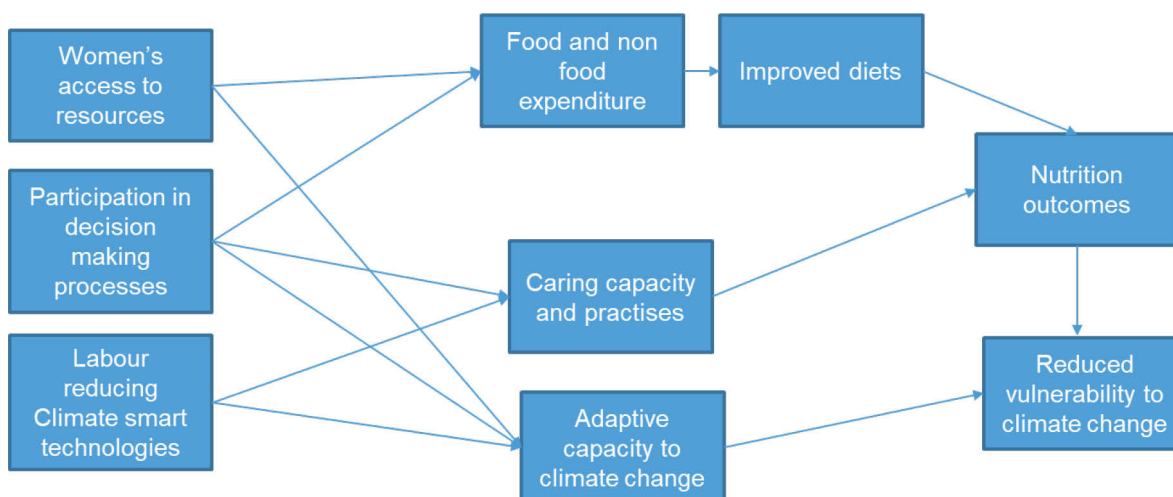 Women's
access to
resources
Participation in
decision
making
processes
Labour
reducing
Climate smart
technologies
Food and non
food
expenditure
Improved diets
Caring capacity
and practises
Adaptive
capacity to
climate change
Nutrition
outcomes
Reduced
vulnerability to
climate change